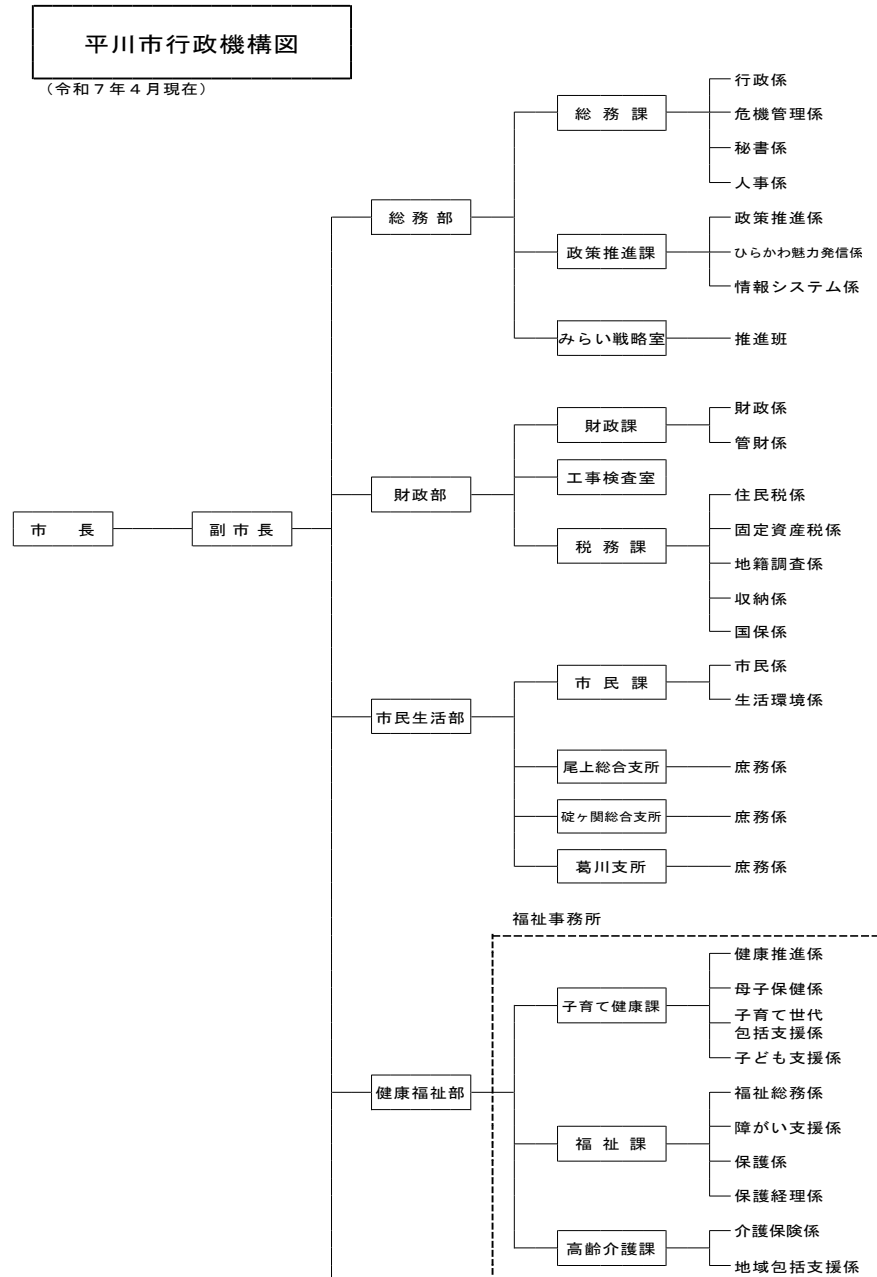 平川市行政機構図
（令和７年４月現在）
市　長
副市長
総務部
総務課
行政係
危機管理係
秘書係
人事係
政策推進課
政策推進係
ひらかわ魅力発信係
情報システム係
みらい戦略室
推進班
財政部
財政課
財政係
管財係
工事検査室
税務課
住民税係
固定資産税係
地籍調査係
収納係
国保係
市民生活部
市民課
市民係
生活環境係
尾上総合支所
庶務係
碇ヶ関総合支所
庶務係
葛川支所
庶務係
福祉事務所
健康福祉部
子育て健康課
健康推進係
母子保健係
子育て世代
包括支援係
子ども支援係
福祉課
福祉総務係
障がい支援係
保護係
保護経理係
高齢介護課
介護保険係
地域包括支援係